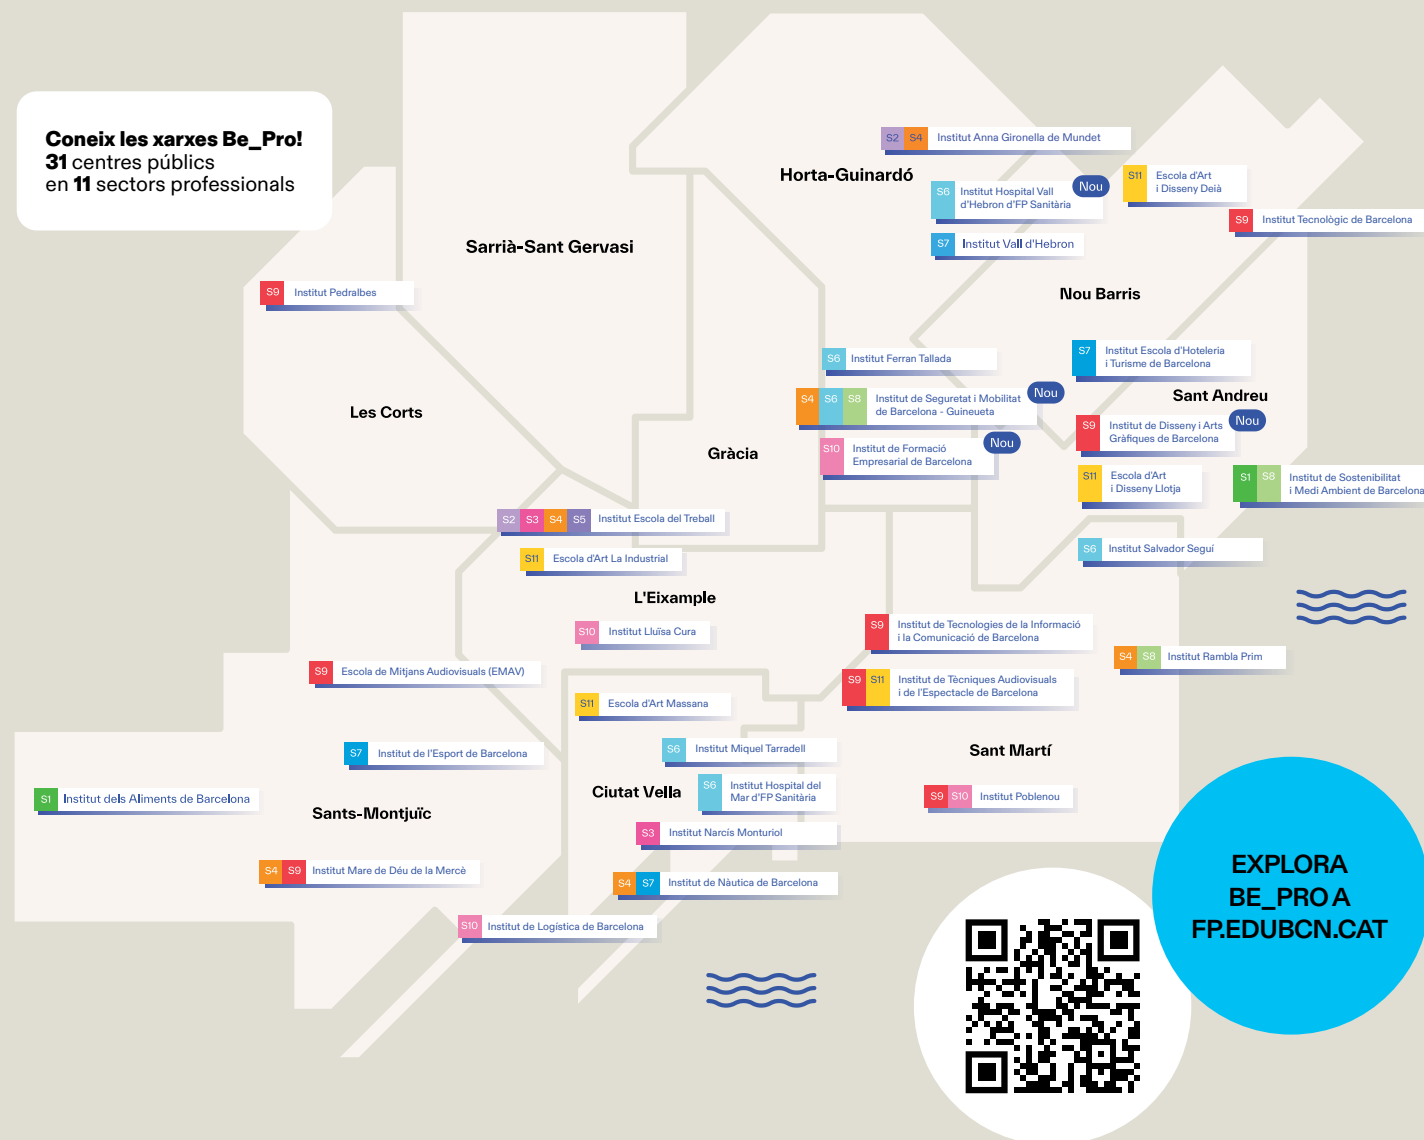 Coneix les xarxes Be_Pro!
31 centres públics
en 11 sectors professionals
S2 S4 Institut Anna Gironella de Mundet
Horta-Guinardó
S6 Institut Hospital Vall
d'Hebron d'FP Sanitària
Nou
S11 Escola d'Art
i Disseny Deià
S9 Institut Tecnològic de Barcelona
S7 Institut Vall d'Hebron
Sarrià-Sant Gervasi
S9 Institut Pedralbes
Nou Barris
S6 Institut Ferran Tallada
S7 Institut Escola d'Hoteleria
i Turisme de Barcelona
S4 S6 S8 Institut de Seguretat i Mobilitat
de Barcelona - Guineueta
Nou
Sant Andreu
Les Corts
S9 Institut de Disseny i Arts
Gràfiques de Barcelona
Nou
Gràcia
S10 Institut de Formació
Empresarial de Barcelona
Nou
S11 Escola d'Art
i Disseny Llotja
S1 S8 Institut de Sostenibilitat
i Medi Ambient de Barcelona
S2 S3 S4 S5 Institut Escola del Treball
S11 Escola d'Art La Industrial
S6 Institut Salvador Seguí
L'Eixample
S10 Institut Lluïsa Cura
S9 Institut de Tecnologies de la Informació
i la Comunicació de Barcelona
S4 S8 Institut Rambla Prim
S9 Escola de Mitjans Audiovisuals (EMAV)
S9 S11 Institut de Tècniques Audiovisuals
i de l'Espectacle de Barcelona
S11 Escola d'Art Massana
S7 Institut de l'Esport de Barcelona
S6 Institut Miquel Tarradell
Sant Martí
S1 Institut dels Aliments de Barcelona
Ciutat Vella
S6 Institut Hospital del
Mar d'FP Sanitària
S9 S10 Institut Poblenou
Sants-Montjuïc
S3 Institut Narcís Monturiol
S4 S9 Institut Mare de Déu de la Mercè
S4 S7 Institut de Nàutica de Barcelona
S10 Institut de Logística de Barcelona
EXPLORA
BE_PRO A
FP.EDUBCN.CAT